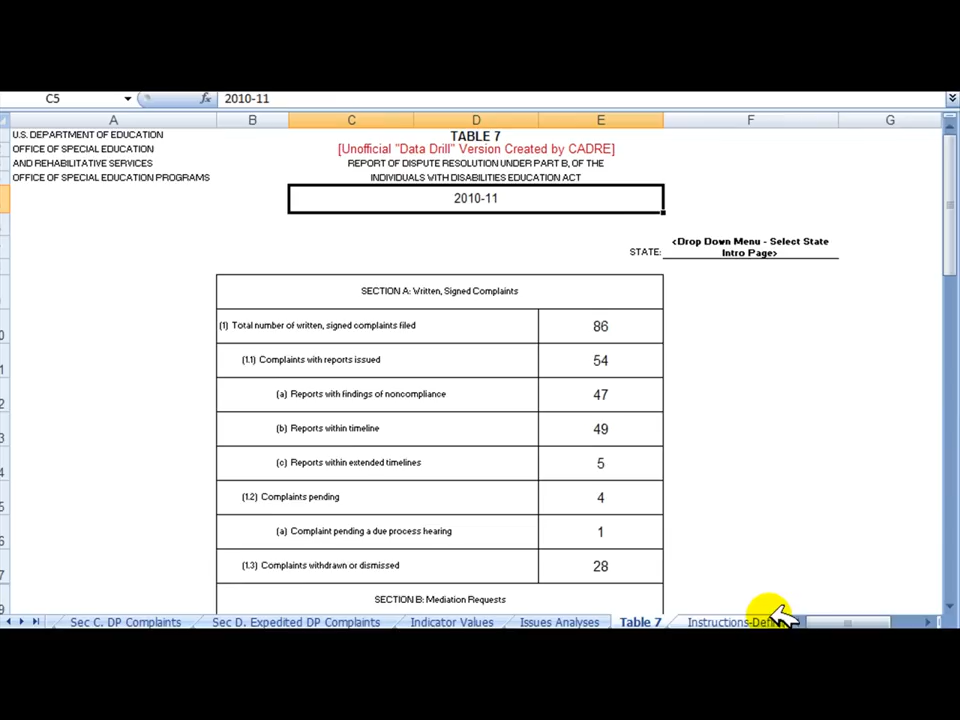 C5 fx 2010-11
A B C D E F G
U.S. DEPARTMENT OF EDUCATION
OFFICE OF SPECIAL EDUCATION
AND REHABILITATIVE SERVICES
OFFICE OF SPECIAL EDUCATION PROGRAMS
TABLE 7
[Unofficial "Data Drill" Version Created by CADRE]
REPORT OF DISPUTE RESOLUTION UNDER PART B, OF THE
INDIVIDUALS WITH DISABILITIES EDUCATION ACT
2010-11
STATE: <Drop Down Menu - Select State
Intro Page>
SECTION A: Written, Signed Complaints
(1) Total number of written, signed complaints filed 86
(1.1) Complaints with reports issued 54
(a) Reports with findings of noncompliance 47
(b) Reports within timeline 49
(c) Reports within extended timelines 5
(1.2) Complaints pending 4
(a) Complaint pending a due process hearing 1
(1.3) Complaints withdrawn or dismissed 28
SECTION B: Mediation Requests
Sec C. DP Complaints Sec D. Expedited DP Complaints Indicator Values Issues Analyses Table 7 Instructions-Defin